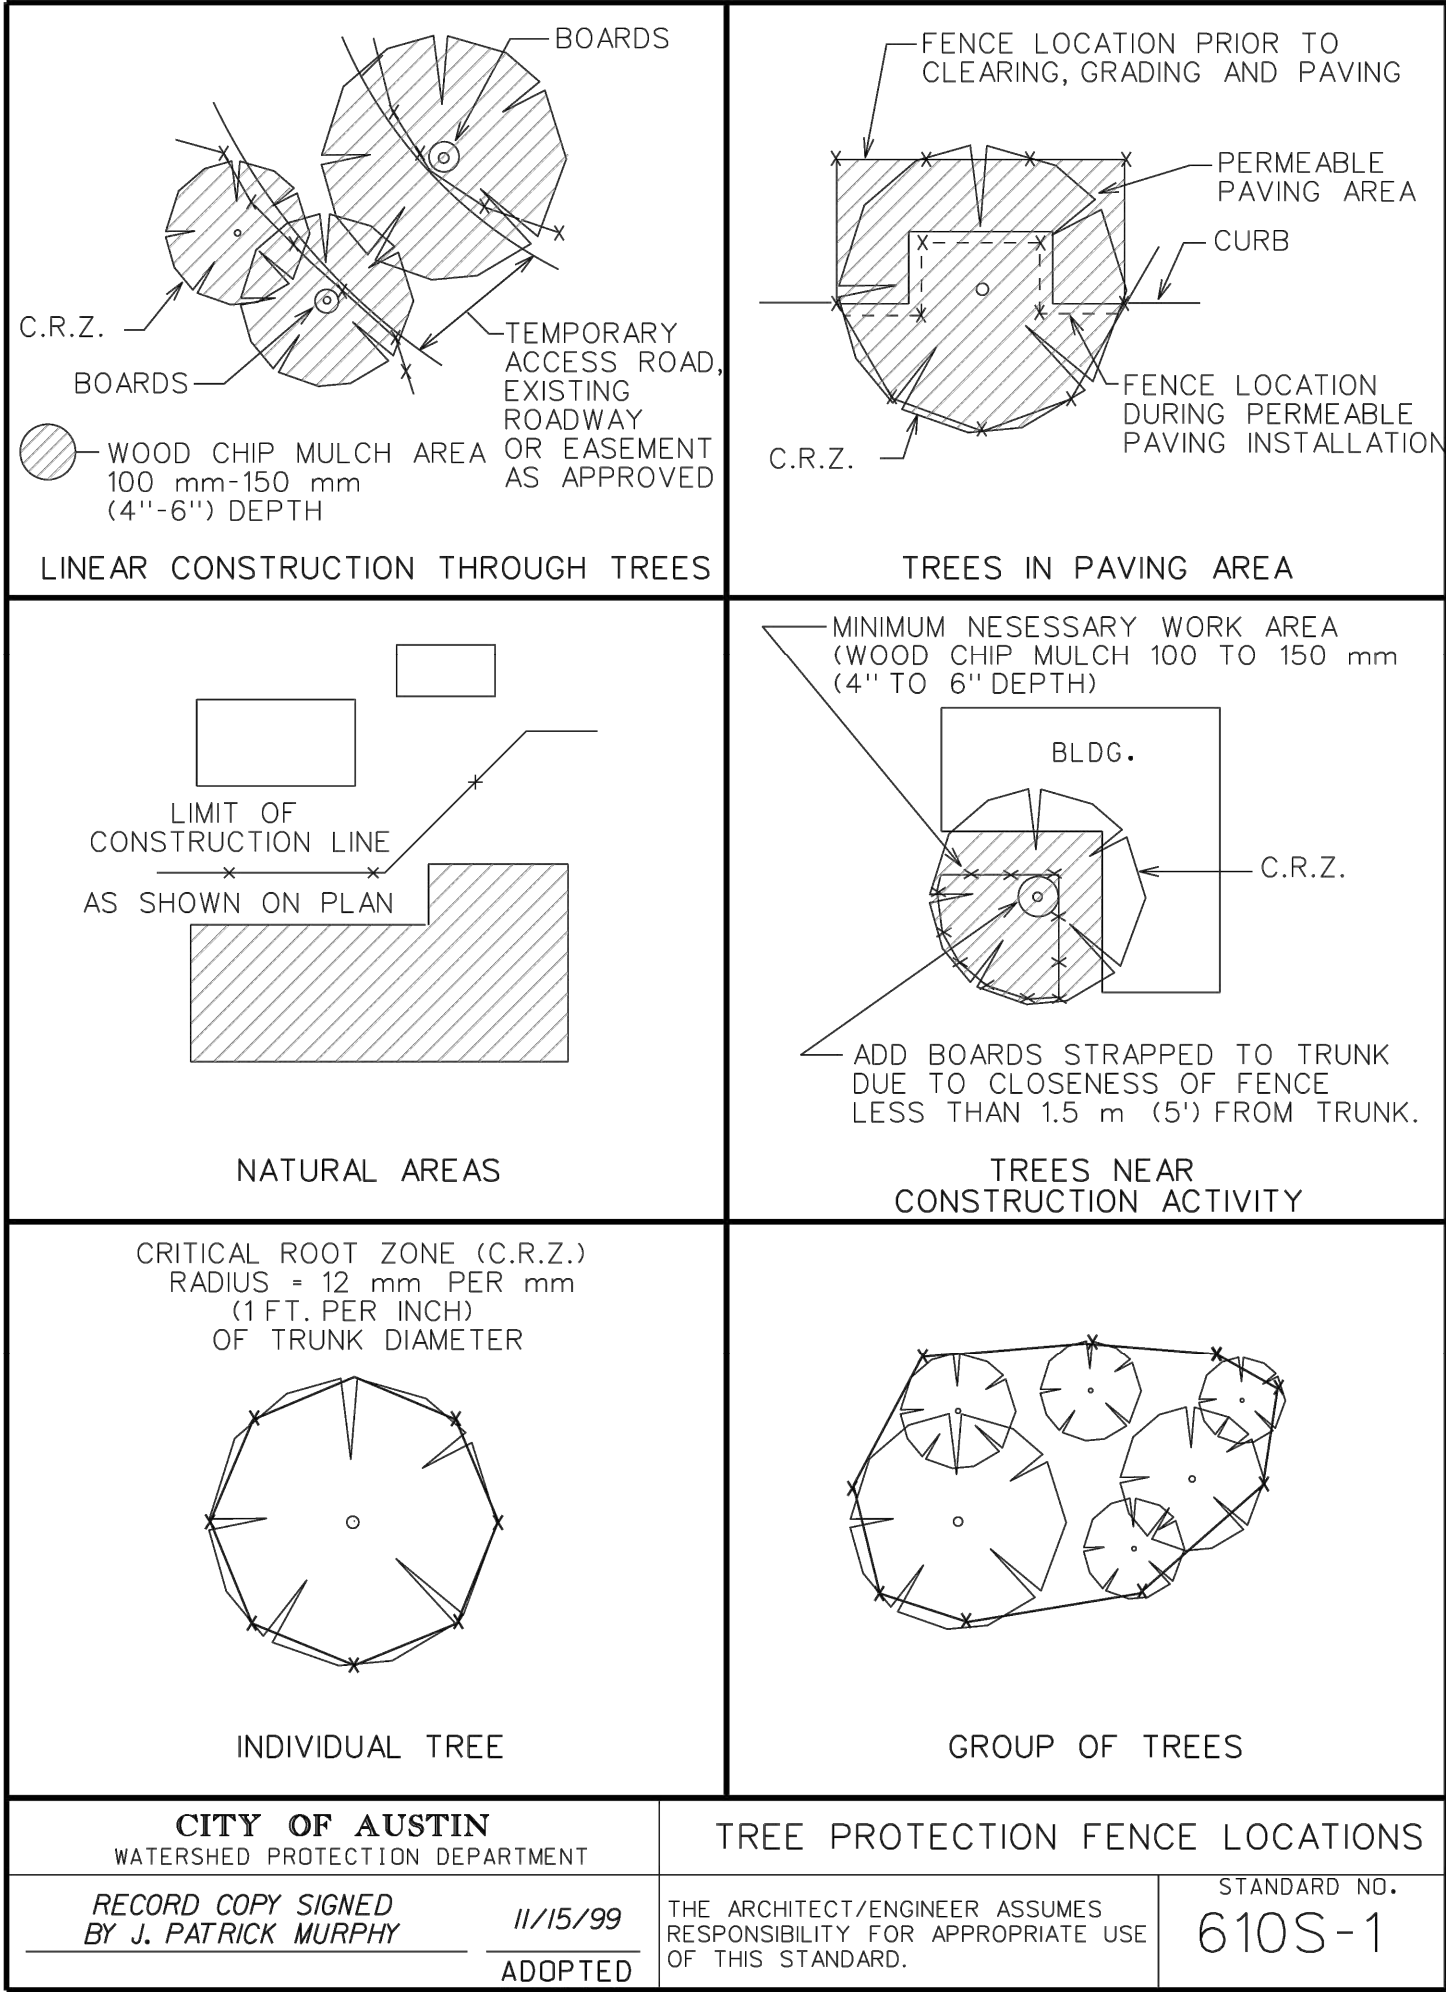 BOARDS
C.R.Z.
BOARDS
TEMPORARY
ACCESS ROAD,
EXISTING
ROADWAY
OR EASEMENT
AS APPROVED
WOOD CHIP MULCH AREA
100 mm-150 mm
(4"-6") DEPTH
LINEAR CONSTRUCTION THROUGH TREES
FENCE LOCATION PRIOR TO
CLEARING, GRADING AND PAVING
PERMEABLE
PAVING AREA
CURB
FENCE LOCATION
DURING PERMEABLE
PAVING INSTALLATION
C.R.Z.
TREES IN PAVING AREA
LIMIT OF
CONSTRUCTION LINE
AS SHOWN ON PLAN
NATURAL AREAS
MINIMUM NESESSARY WORK AREA
(WOOD CHIP MULCH 100 TO 150 mm
(4" TO 6" DEPTH)
BLDG.
C.R.Z.
ADD BOARDS STRAPPED TO TRUNK
DUE TO CLOSENESS OF FENCE
LESS THAN 1.5 m (5') FROM TRUNK.
TREES NEAR
CONSTRUCTION ACTIVITY
CRITICAL ROOT ZONE (C.R.Z.)
RADIUS = 12 mm PER mm
(1 FT. PER INCH)
OF TRUNK DIAMETER
INDIVIDUAL TREE
GROUP OF TREES
CITY OF AUSTIN
WATERSHED PROTECTION DEPARTMENT
RECORD COPY SIGNED
BY J. PATRICK MURPHY
11/15/99
ADOPTED
TREE PROTECTION FENCE LOCATIONS
THE ARCHITECT/ENGINEER ASSUMES
RESPONSIBILITY FOR APPROPRIATE USE
OF THIS STANDARD.
STANDARD NO.
610S-1